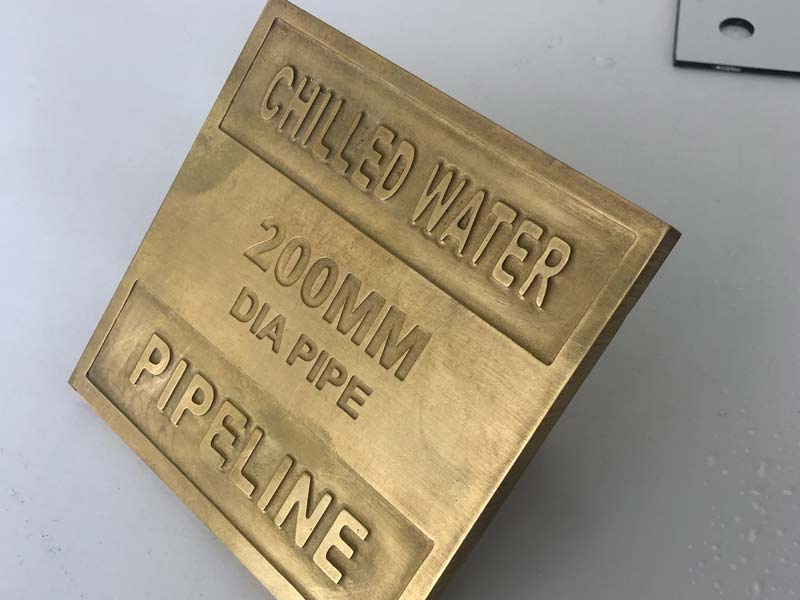 CHILLED WATER
200MM
DIA PIPE
PIPELINE